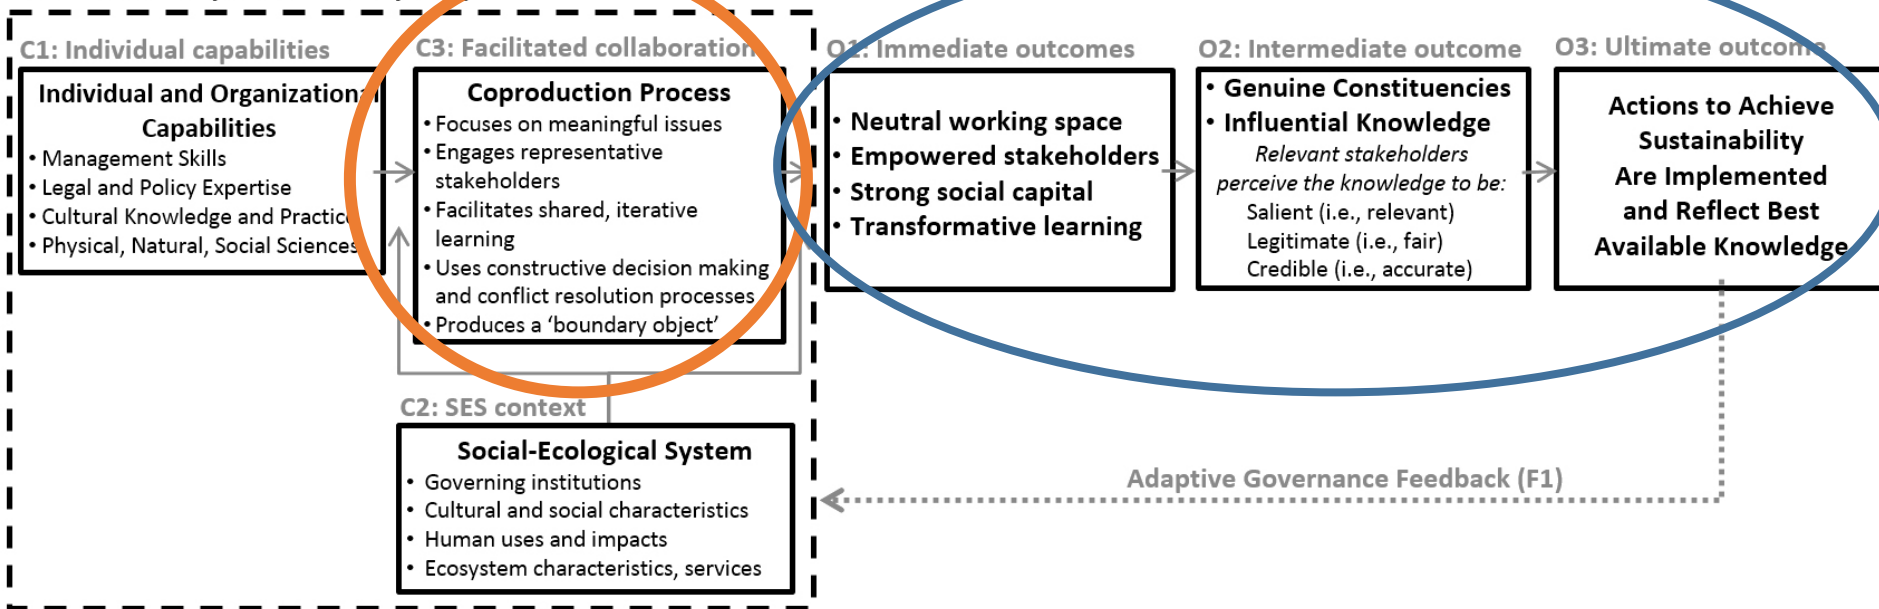 C1: Individual capabilities
Individual and Organizational
Capabilities
• Management Skills
• Legal and Policy Expertise
• Cultural Knowledge and Practice
• Physical, Natural, Social Sciences
C3: Facilitated collaboration
Coproduction Process
• Focuses on meaningful issues
• Engages representative
stakeholders
• Facilitates shared, iterative
learning
• Uses constructive decision making
and conflict resolution processes
• Produces a ‘boundary object’
C2: SES context
Social-Ecological System
• Governing institutions
• Cultural and social characteristics
• Human uses and impacts
• Ecosystem characteristics, services
O1: Immediate outcomes
• Neutral working space
• Empowered stakeholders
• Strong social capital
• Transformative learning
O2: Intermediate outcome
• Genuine Constituencies
• Influential Knowledge
Relevant stakeholders
perceive the knowledge to be:
Salient (i.e., relevant)
Legitimate (i.e., fair)
Credible (i.e., accurate)
O3: Ultimate outcome
Actions to Achieve
Sustainability
Are Implemented
and Reflect Best
Available Knowledge
Adaptive Governance Feedback (F1)